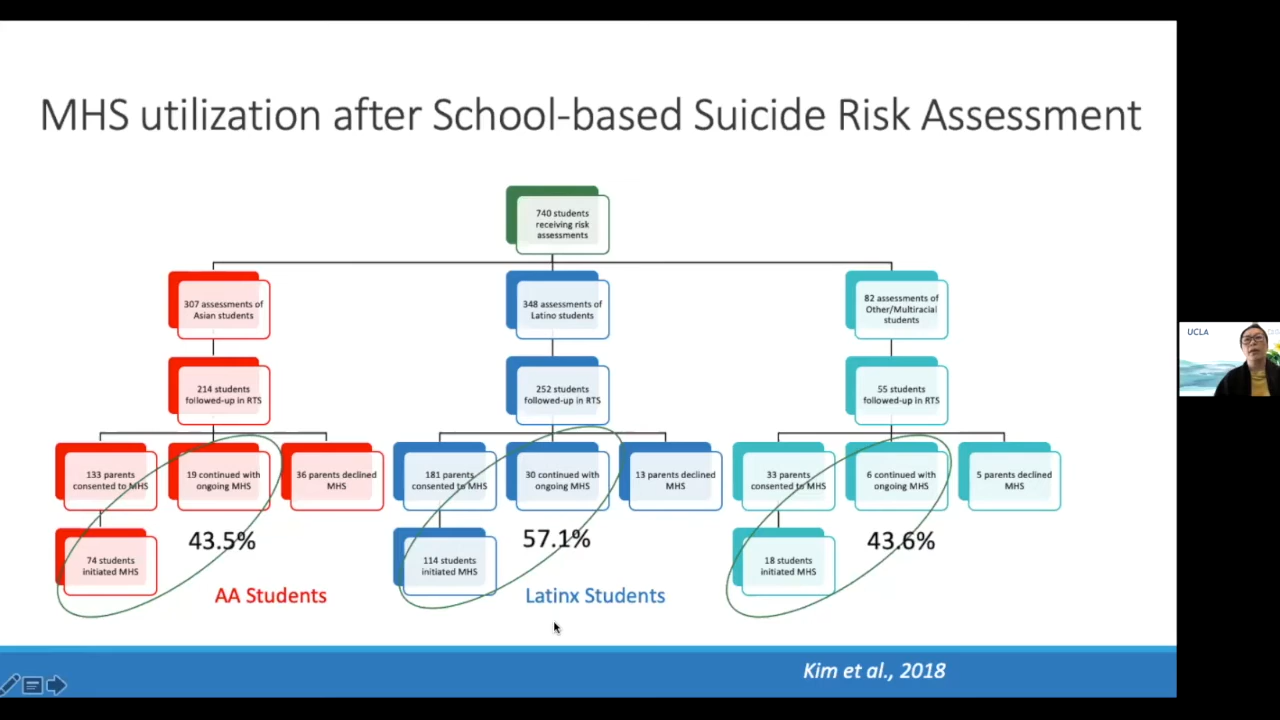 MHS utilization after School-based Suicide Risk Assessment
740 students
receiving risk
assessments
307 assessments of
Asian students
348 assessments of
Latino students
82 assessments of
Other/Multiracial
students
214 students
followed-up in RTS
252 students
followed-up in RTS
55 students
followed-up in RTS
133 parents
consented to MHS
19 continued with
ongoing MHS
36 parents declined
MHS
181 parents
consented to MHS
30 continued with
ongoing MHS
13 parents declined
MHS
33 parents
consented to MHS
6 continued with
ongoing MHS
5 parents declined
MHS
74 students
initiated MHS
43.5%
114 students
initiated MHS
57.1%
18 students
initiated MHS
43.6%
AA Students
Latinx Students
Kim et al., 2018
UCLA